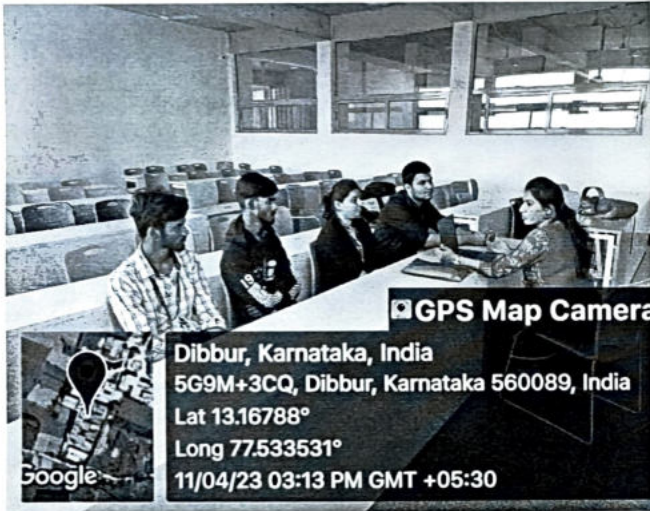 GPS Map Camera
Dibbur, Karnataka, India
5G9M+3CQ, Dibbur, Karnataka 560089, India
Lat 13.16788°
Long 77.533531°
11/04/23 03:13 PM GMT +05:30
Google